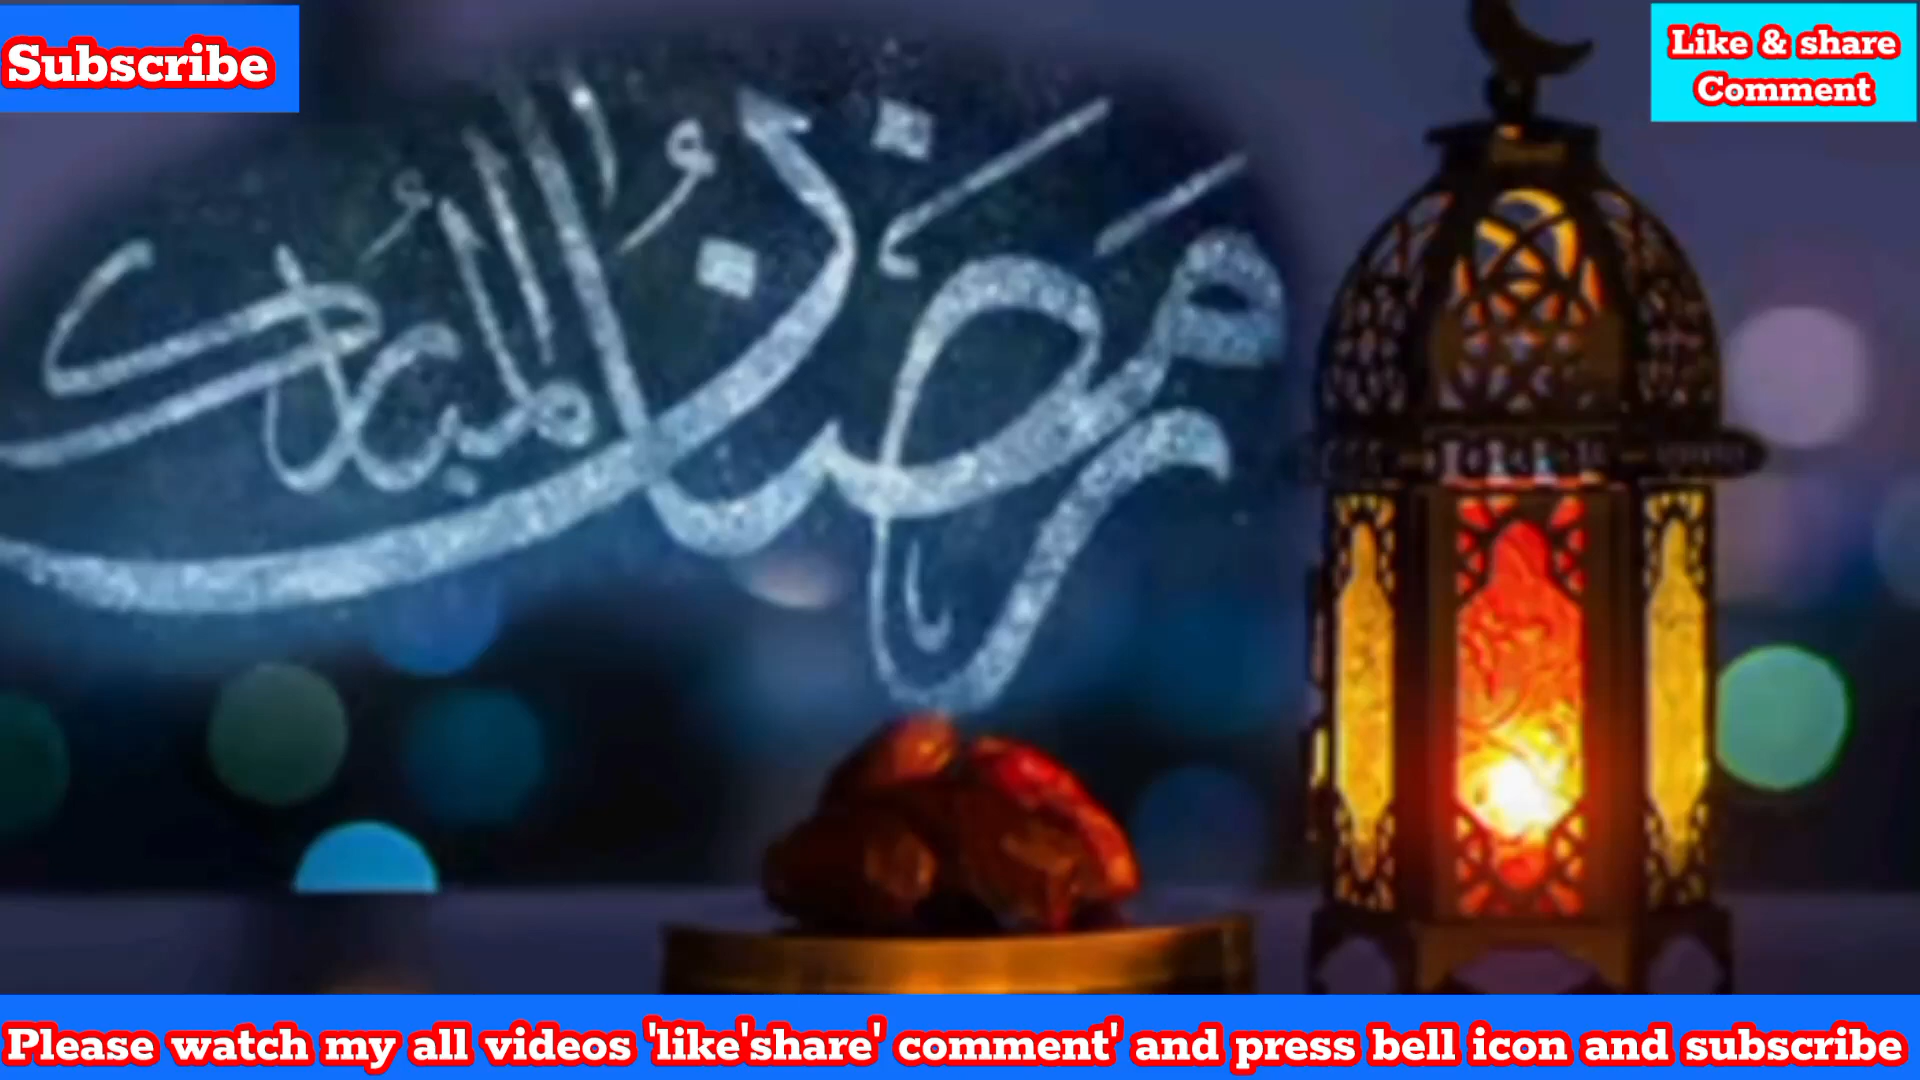 Subscribe
Like & share
Comment
رمضان المبارك
Please watch my all videos 'like'share' comment' and press bell icon and subscribe